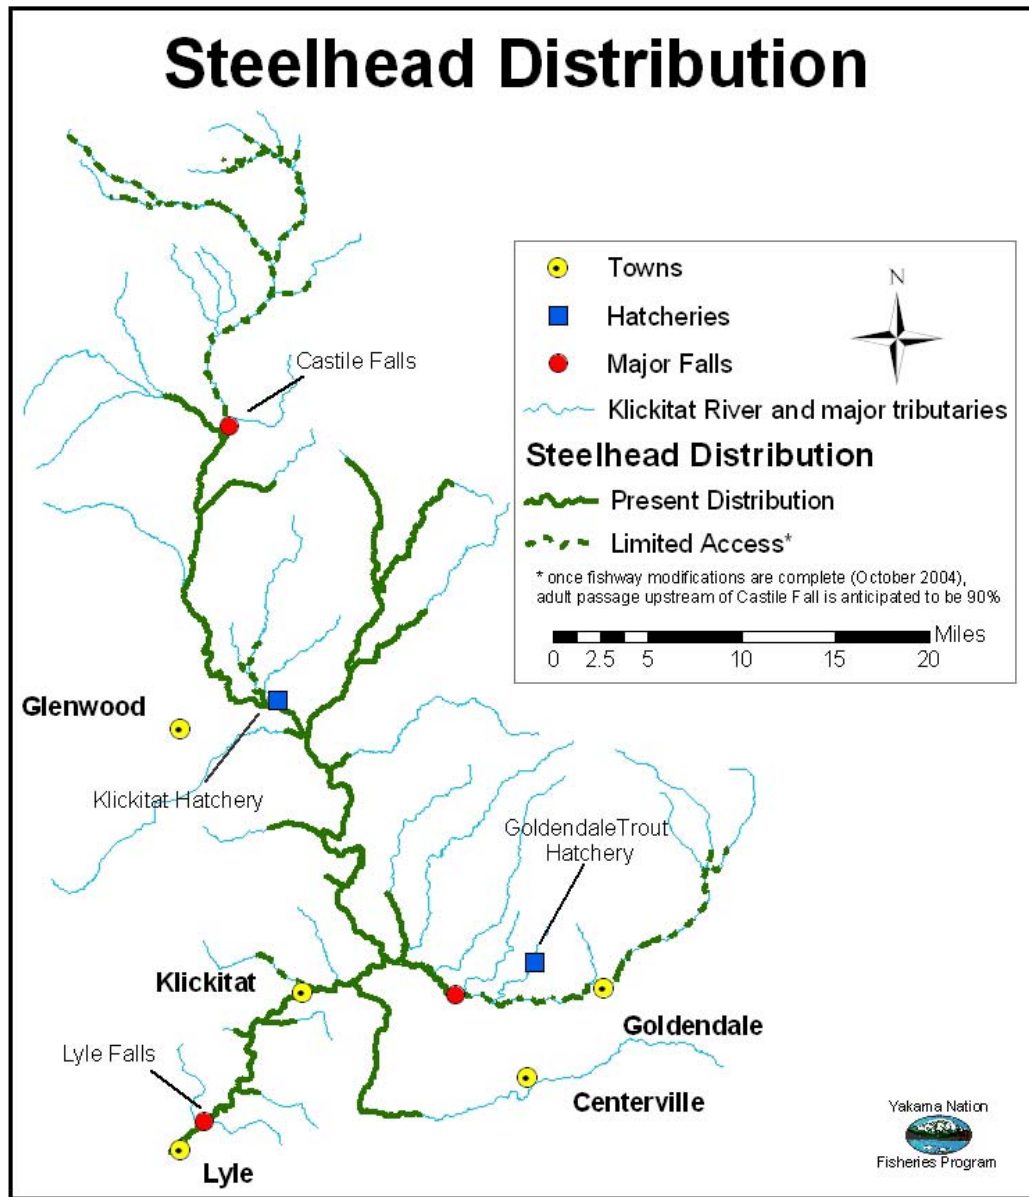 Steelhead Distribution
Towns
N
Hatcheries
Major Falls
Klickitat River and major tributaries
Steelhead Distribution
Present Distribution
Limited Access*
* once fishway modifications are complete (October 2004),
adult passage upstream of Castile Fall is anticipated to be 90%
Miles
0 2.5 5 10 15 20
Castile Falls
Glenwood
Klickitat Hatchery
GoldendaleTrout
Hatchery
Klickitat
Goldendale
Lyle Falls
Centerville
Lyle
Yakama Nation
Fisheries Program